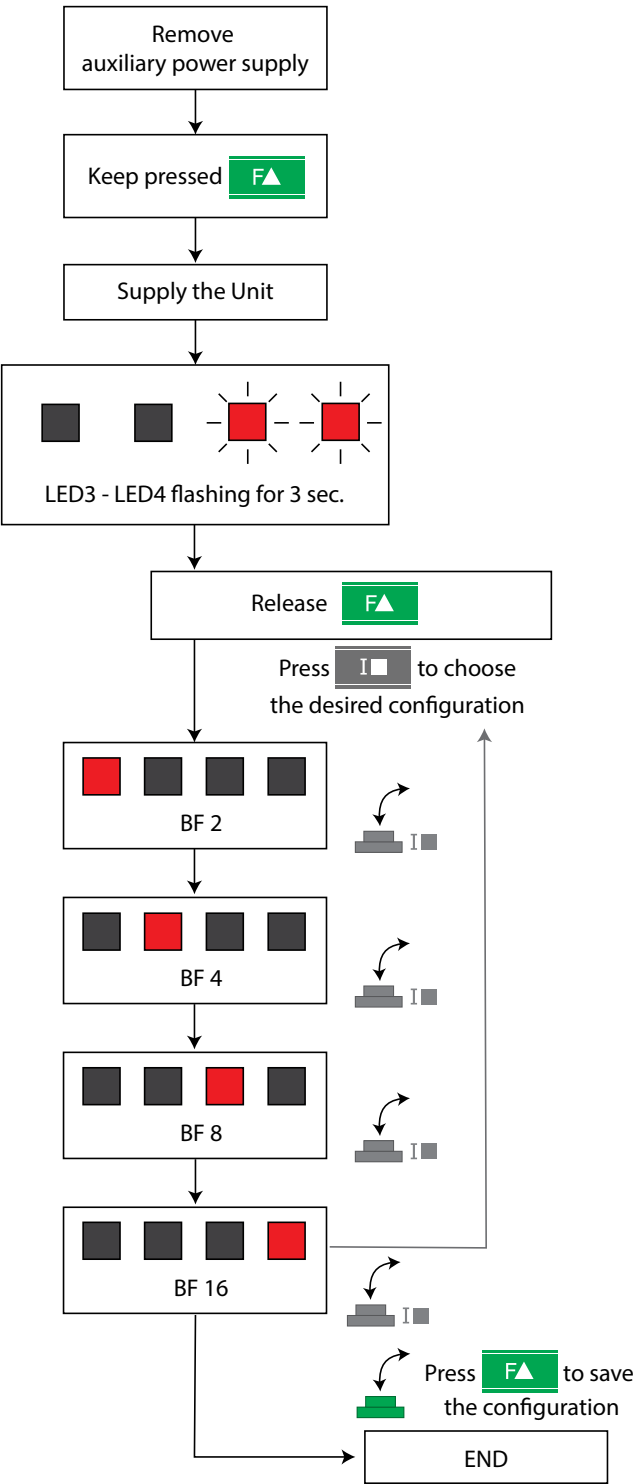 Remove
auxiliary power supply
Keep pressed F▲
Supply the Unit
LED3 - LED4 flashing for 3 sec.
Release F▲
Press I■ to choose
the desired configuration
BF 2
I■
BF 4
I■
BF 8
I■
BF 16
I■
Press F▲ to save
the configuration
END